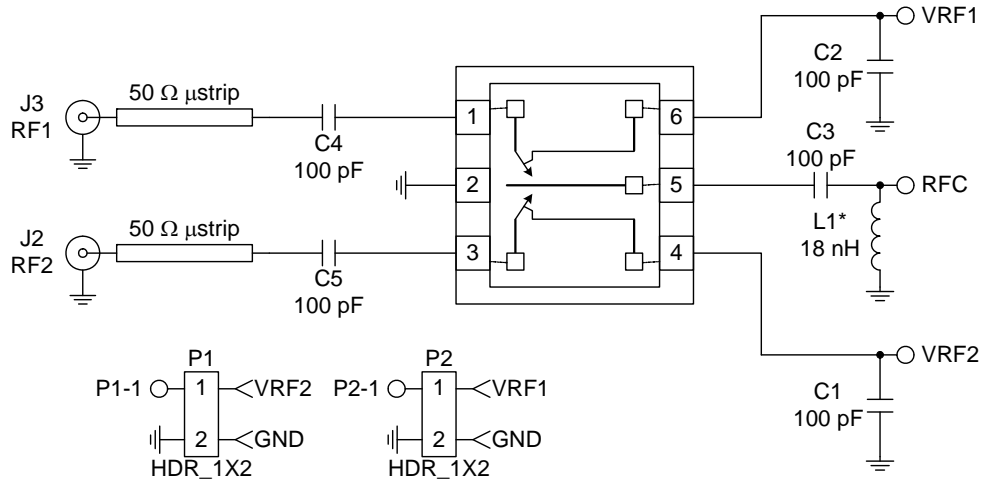 VRF1
C2
100 pF
J3
RF1
50 Ω μstrip
C4
100 pF
1
6
C3
100 pF
2
5
RFC
L1*
18 nH
J2
RF2
50 Ω μstrip
C5
100 pF
3
4
VRF2
C1
100 pF
P1
P1-1
1
VRF2
2
GND
HDR_1X2
P2
P2-1
1
VRF1
2
GND
HDR_1X2